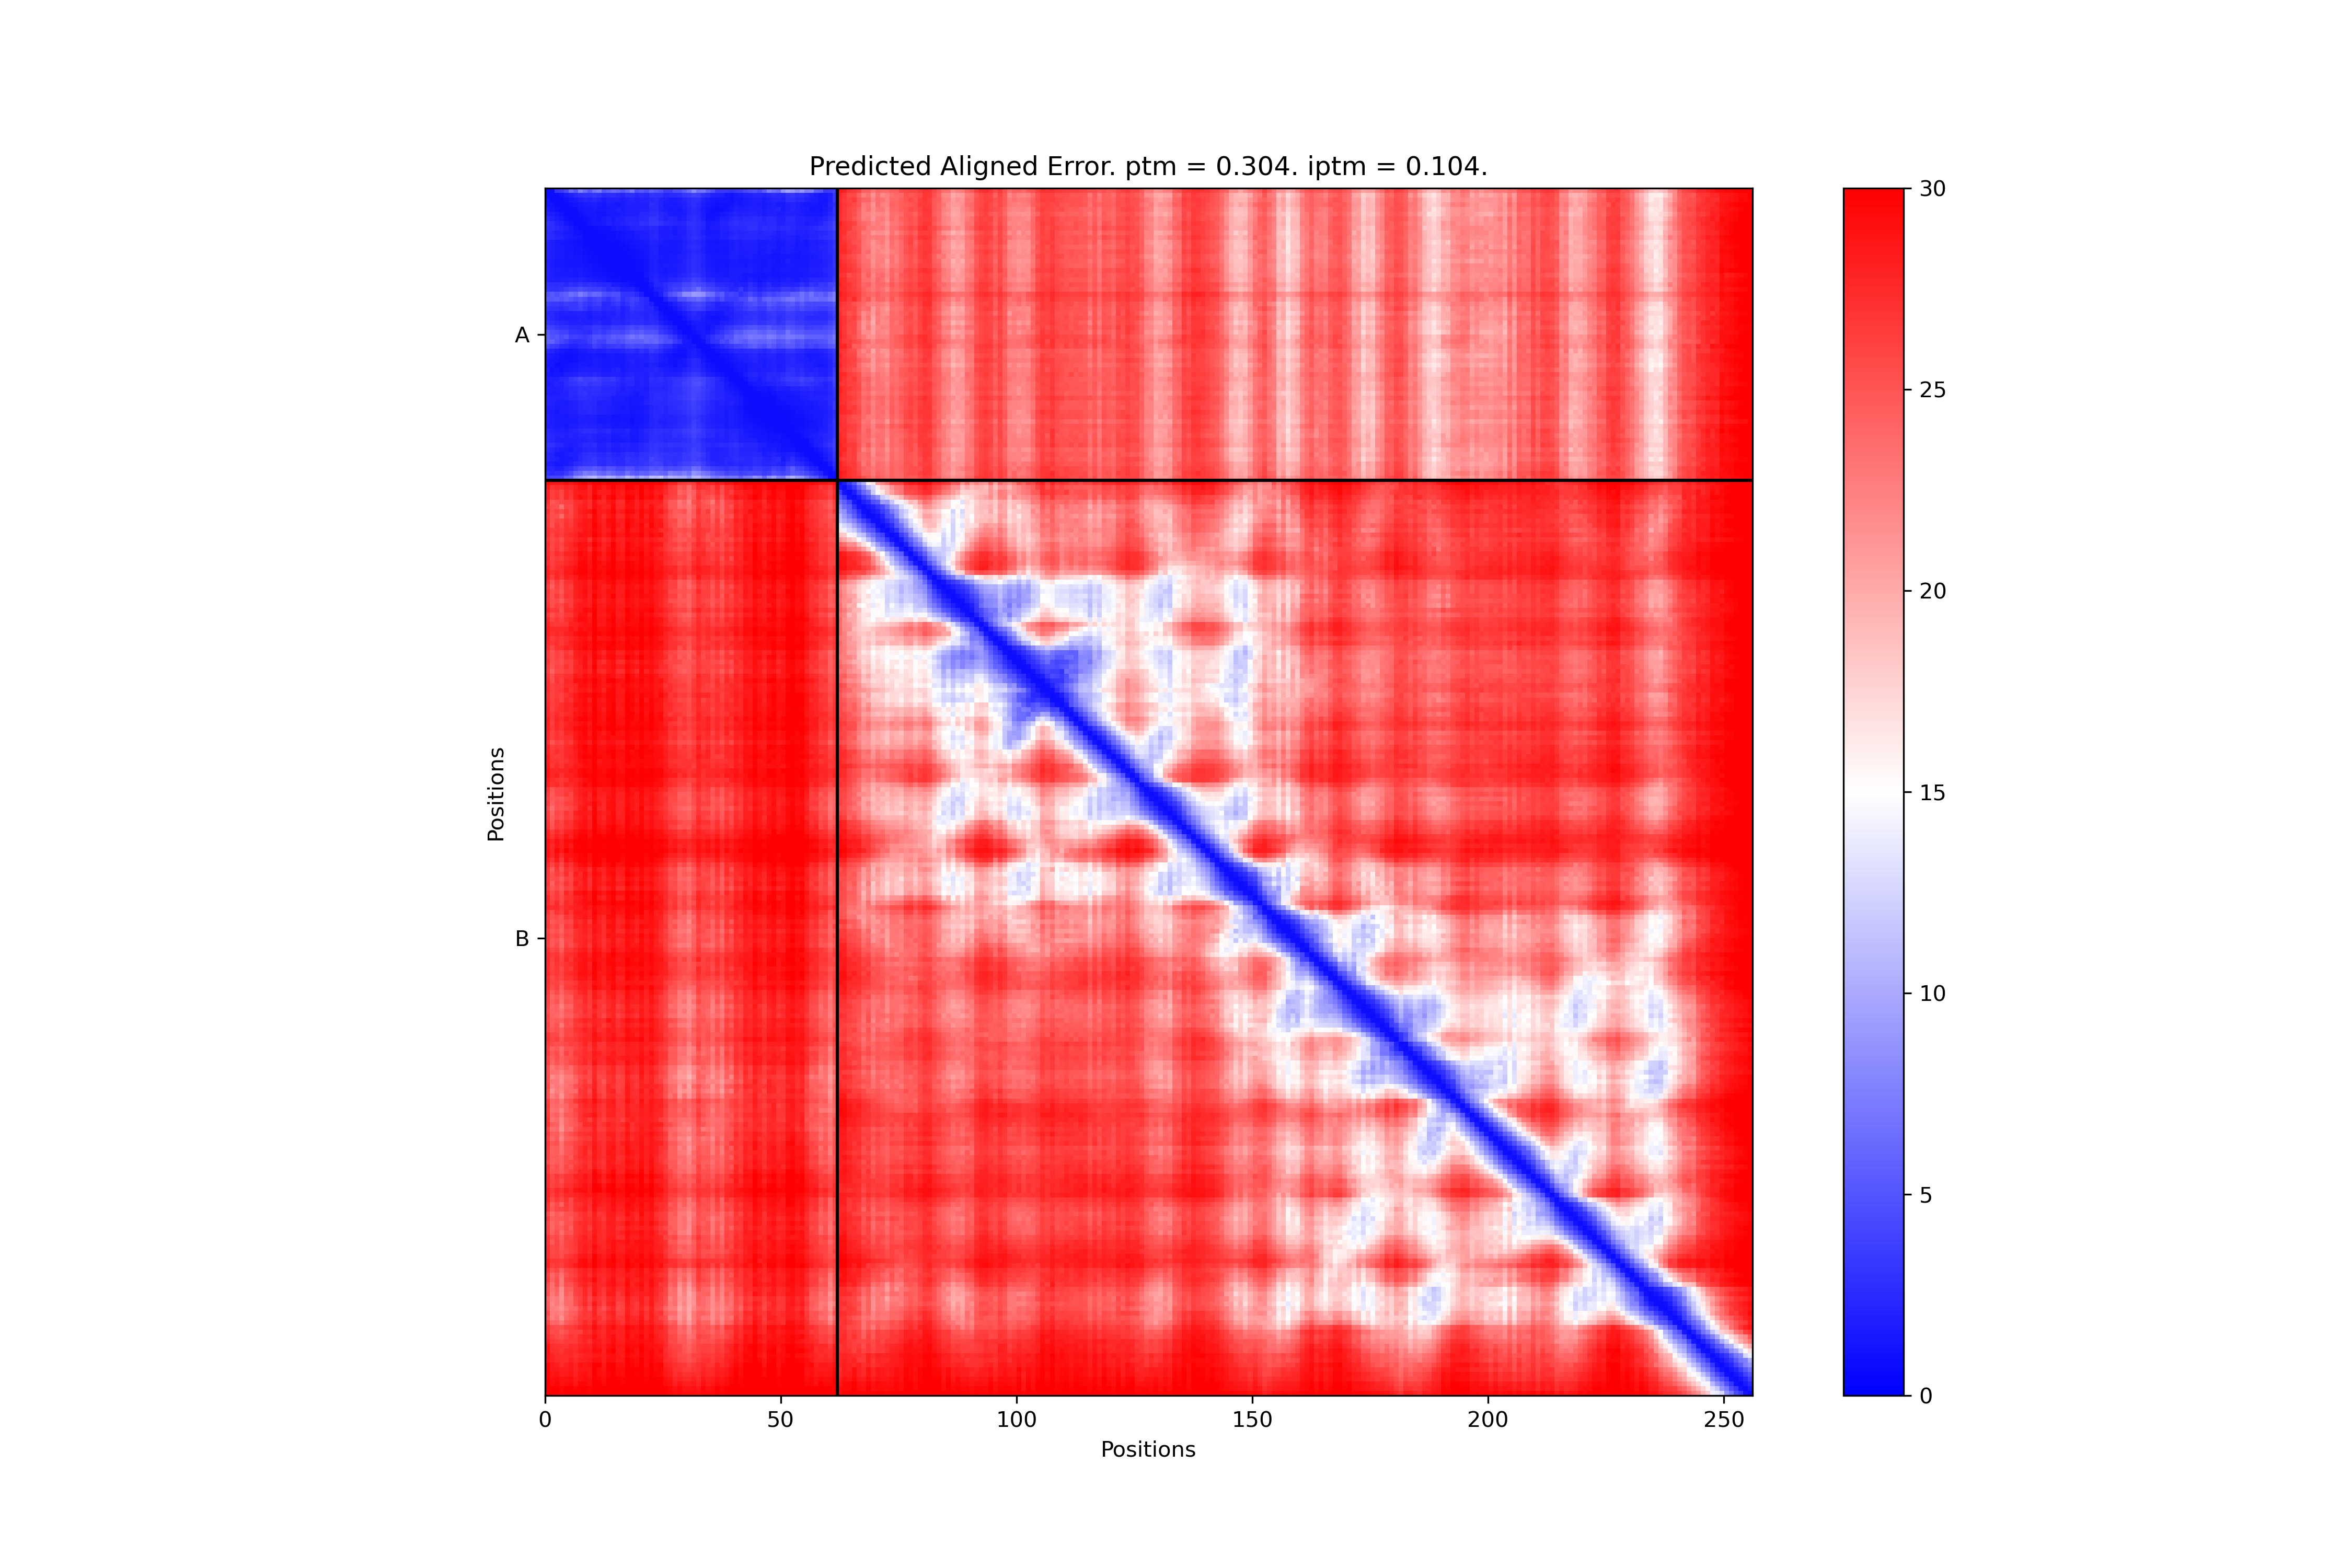 Predicted Aligned Error. ptm = 0.304. iptm = 0.104.
A
B
Positions
0 50 100 150 200 250
Positions
30
25
20
15
10
5
0